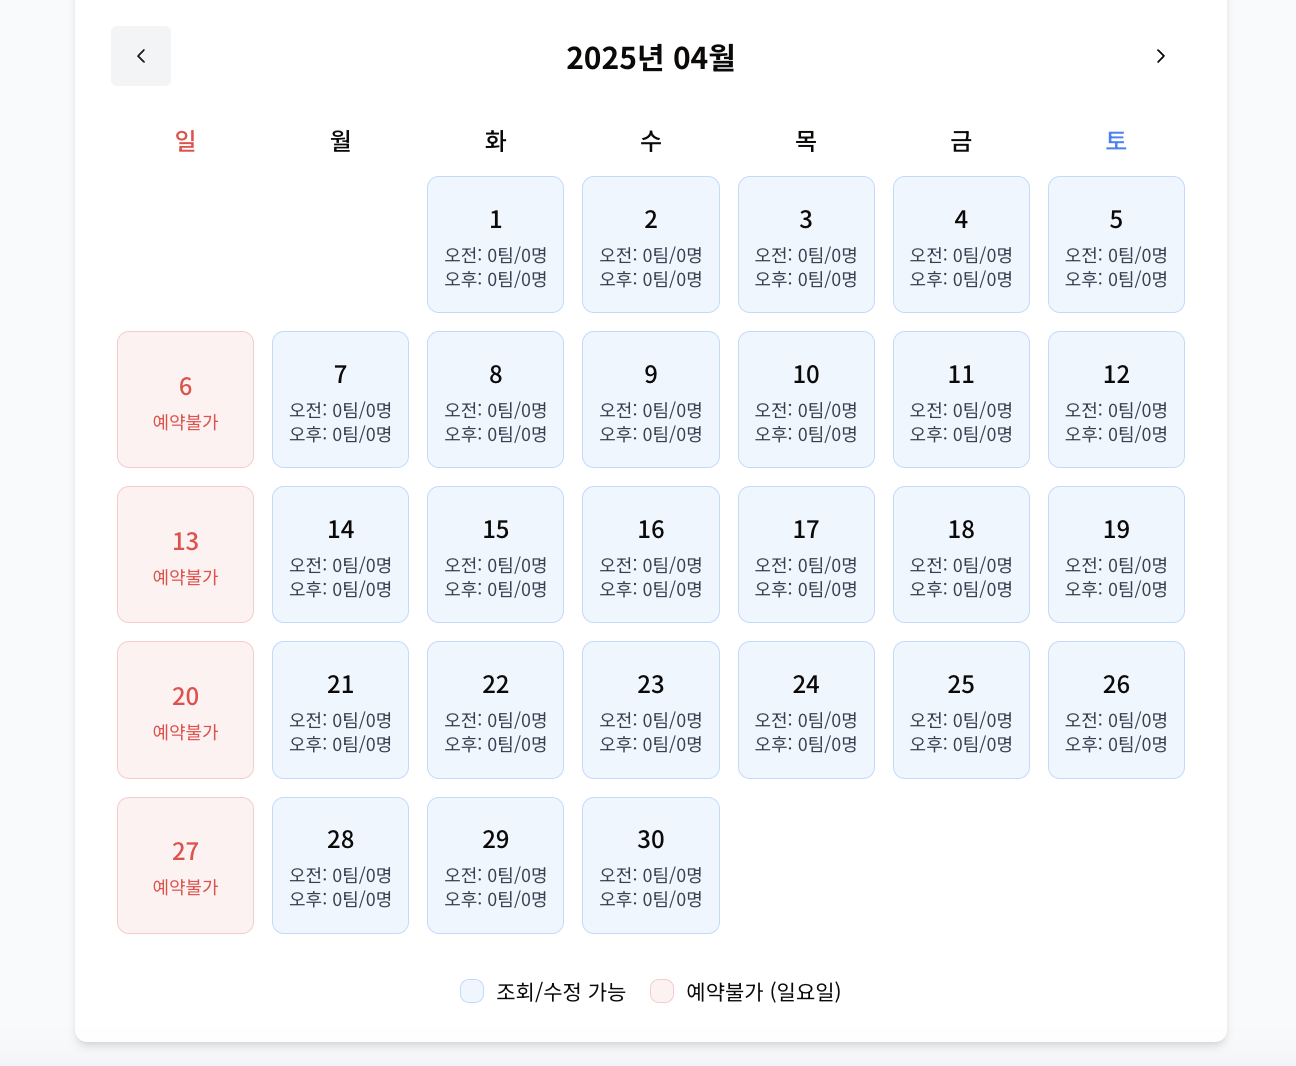 2025년 04월
일 월 화 수 목 금 토
1 2 3 4 5
오전: 0팀/0명 오전: 0팀/0명 오전: 0팀/0명 오전: 0팀/0명 오전: 0팀/0명
오후: 0팀/0명 오후: 0팀/0명 오후: 0팀/0명 오후: 0팀/0명 오후: 0팀/0명
6 7 8 9 10 11 12
예약불가 오전: 0팀/0명 오전: 0팀/0명 오전: 0팀/0명 오전: 0팀/0명 오전: 0팀/0명 오전: 0팀/0명
오후: 0팀/0명 오후: 0팀/0명 오후: 0팀/0명 오후: 0팀/0명 오후: 0팀/0명 오후: 0팀/0명
13 14 15 16 17 18 19
예약불가 오전: 0팀/0명 오전: 0팀/0명 오전: 0팀/0명 오전: 0팀/0명 오전: 0팀/0명 오전: 0팀/0명
오후: 0팀/0명 오후: 0팀/0명 오후: 0팀/0명 오후: 0팀/0명 오후: 0팀/0명 오후: 0팀/0명
20 21 22 23 24 25 26
예약불가 오전: 0팀/0명 오전: 0팀/0명 오전: 0팀/0명 오전: 0팀/0명 오전: 0팀/0명 오전: 0팀/0명
오후: 0팀/0명 오후: 0팀/0명 오후: 0팀/0명 오후: 0팀/0명 오후: 0팀/0명 오후: 0팀/0명
27 28 29 30
예약불가 오전: 0팀/0명 오전: 0팀/0명 오전: 0팀/0명
오후: 0팀/0명 오후: 0팀/0명 오후: 0팀/0명
조회/수정 가능 예약불가 (일요일)